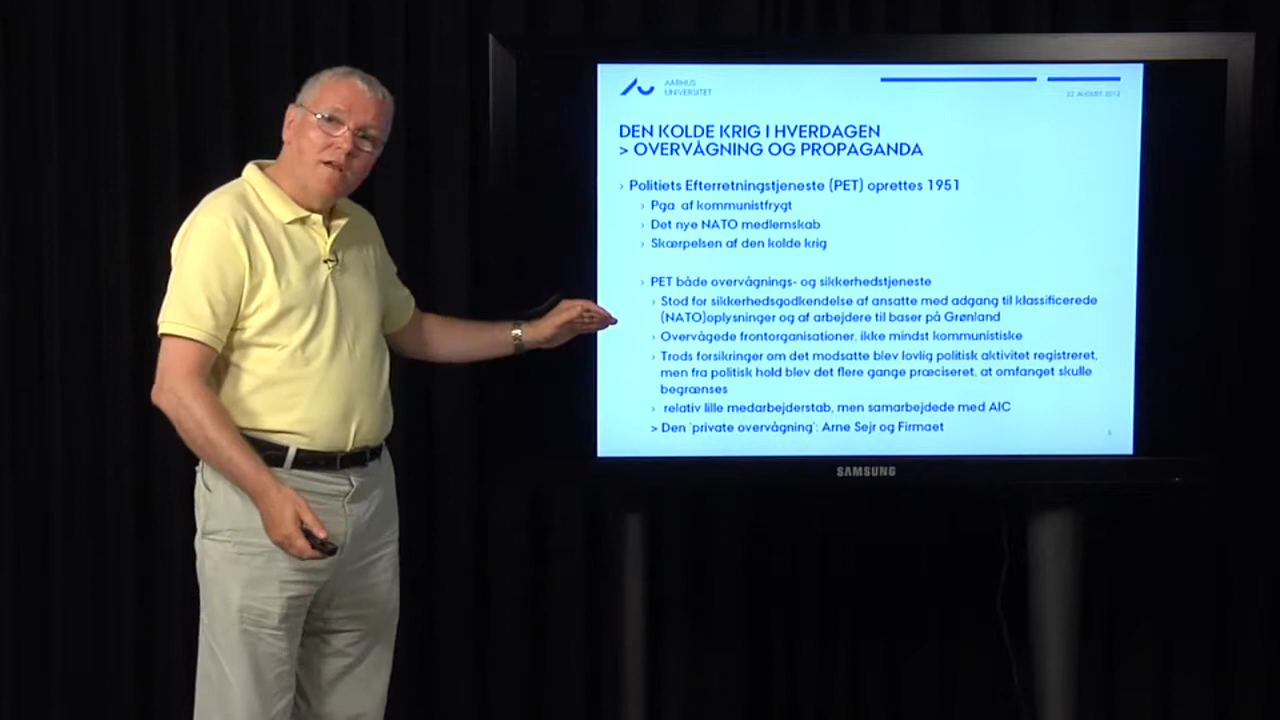 AARHUS
UNIVERSITET
22. AUGUST 2013
DEN KOLDE KRIG I HVERDAGEN
> OVERVÅGNING OG PROPAGANDA
› Politiets Efterretningstjeneste (PET) oprettes 1951
› Pga af kommunistfrygt
› Det nye NATO medlemskab
› Skærpelsen af den kolde krig
› PET både overvågnings- og sikkerhedstjeneste
› Stod for sikkerhedsgodkendelse af ansatte med adgang til klassificerede
(NATO)oplysninger og af arbejdere til baser på Grønland
› Overvågede frontorganisationer, ikke mindst kommunistiske
› Trods forsikringer om det modsatte blev lovlig politisk aktivitet registreret,
men fra politisk hold blev det flere gange præciseret, at omfanget skulle
begrænses
› relativ lille medarbejderstab, men samarbejdede med AIC
> Den 'private overvågning': Arne Sejr og Firmaet
SAMSUNG